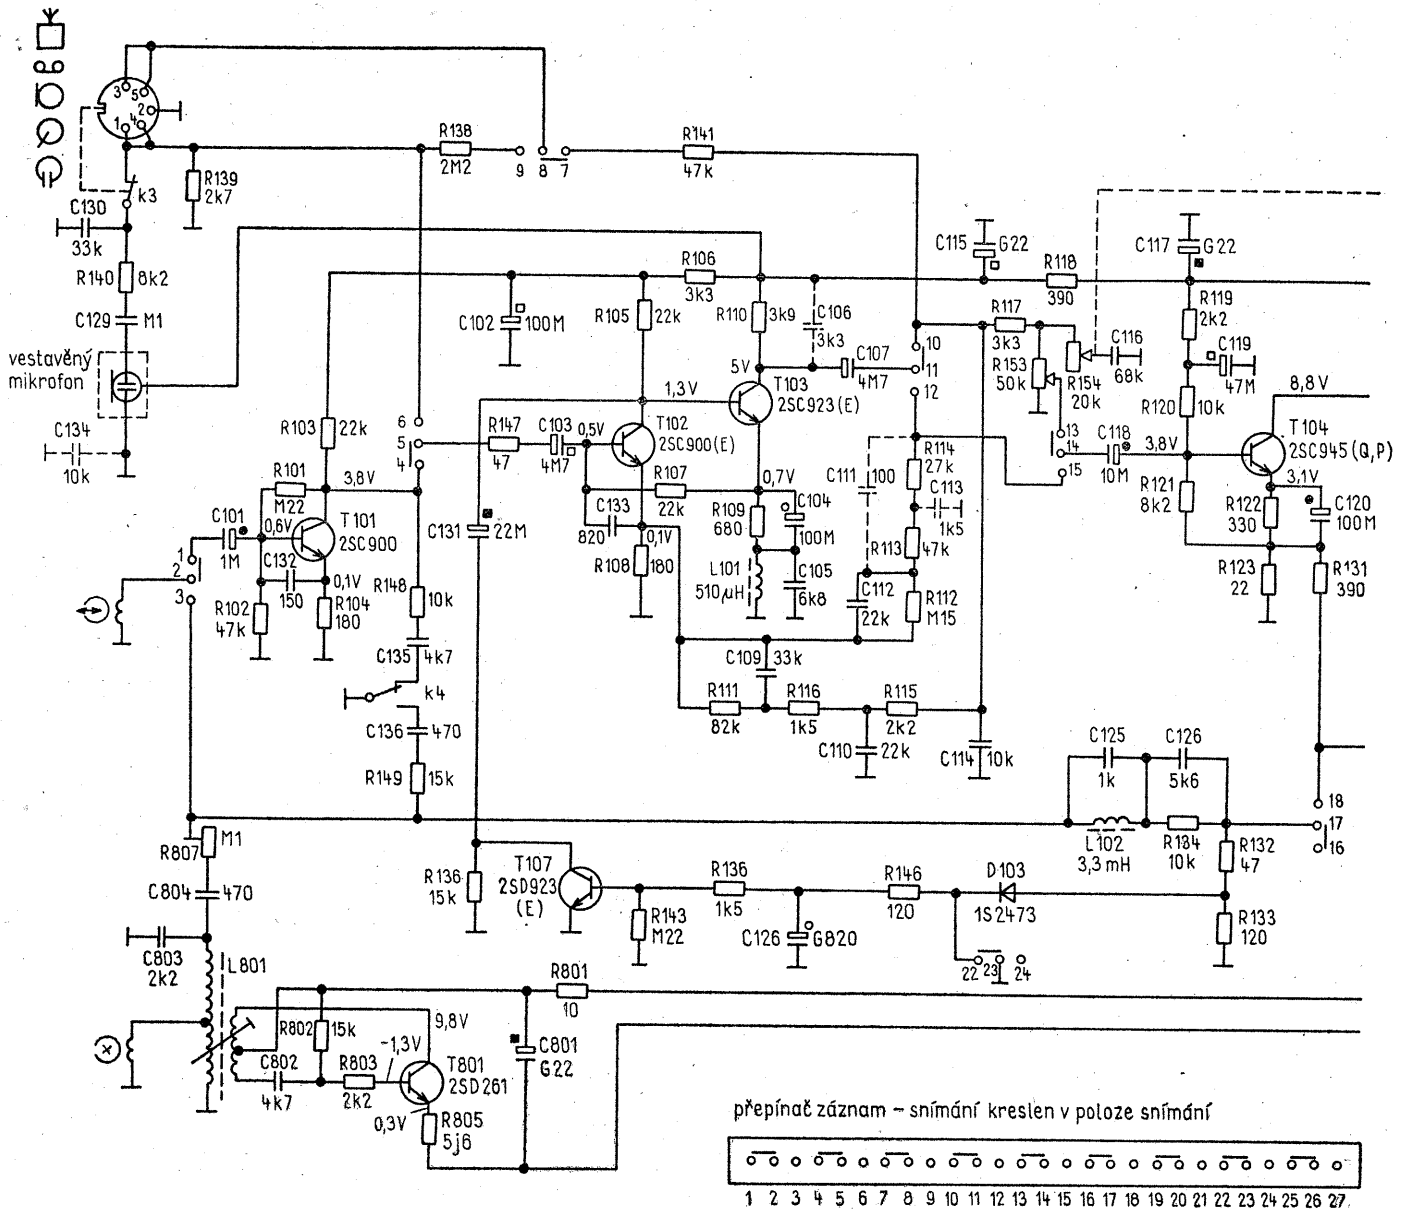 3
5
2
1
4
R138
2M2
9
8
7
R141
47k
R139
2k7
k3
C130
33k
R140
8k2
C129
M1
vestavěný
mikrofon
C134
10k
C115
G22
C117
G22
R118
390
R106
3k3
C102
100M
R105
22k
R110
3k9
C106
3k3
C107
4M7
5V
10
11
12
R117
3k3
R153
50k
R154
20k
C116
68k
R119
2k2
C119
47M
R120
10k
8,8V
R103
22k
6
5
4
R147
47
C103
4M7
0,5V
T102
2SC900(E)
1,3V
T103
2SC923(E)
13
14
15
C118
10M
3,8V
T104
2SC945(Q,P)
3,1V
R101
M22
3,8V
C101
1M
0,6V
T101
2SC900
C131
22M
R107
22k
C133
820
0,1V
R108
180
0,7V
R109
680
C104
100M
L101
510µH
C105
6k8
C111
100
R114
27k
C113
1k5
R113
47k
C112
22k
R112
M15
R121
8k2
R122
330
C120
100M
R123
22
R131
390
1
2
3
C132
150
0,1V
R102
47k
R104
180
R148
10k
C135
4k7
k4
C136
470
R149
15k
C109
33k
R111
82k
R116
1k5
R115
2k2
C110
22k
C114
10k
C125
1k
C126
5k6
L102
3,3mH
R184
10k
18
17
16
R132
47
R133
120
R807
M1
C804
470
C803
2k2
L801
R136
15k
T107
2SD923
(E)
R143
M22
R136
1k5
C126
G820
R146
120
D103
1S2473
22
23
24
R801
10
R802
15k
C802
4k7
R803
2k2
-1,3V
9,8V
T801
2SD261
0,3V
R805
5j6
C801
G22
přepínač záznam – snímání kreslen v poloze snímání
1 2 3 4 5 6 7 8 9 10 11 12 13 14 15 16 17 18 19 20 21 22 23 24 25 26 27